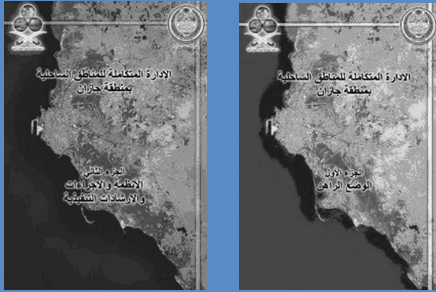 الإدارة المتكاملة للمناطق الساحلية
بمنطقة جازان
الجزء الأول
الوضع الراهن
الإدارة المتكاملة للمناطق الساحلية
بمنطقة جازان
الجزء الثاني
الانظمة والإجراءات
والإرشادات التنفيذية